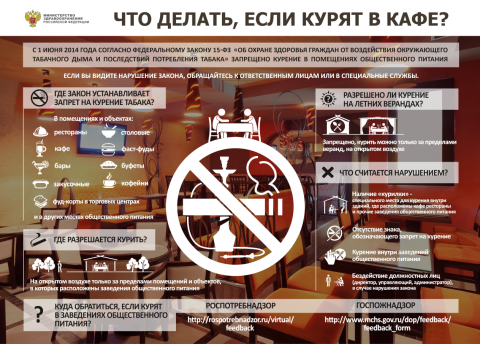 МИНИСТЕРСТВО
ЗДРАВООХРАНЕНИЯ
РОССИЙСКОЙ ФЕДЕРАЦИИ
ЧТО ДЕЛАТЬ, ЕСЛИ КУРЯТ В КАФЕ?
С 1 ИЮНЯ 2014 ГОДА СОГЛАСНО ФЕДЕРАЛЬНОМУ ЗАКОНУ 15-ФЗ «ОБ ОХРАНЕ ЗДОРОВЬЯ ГРАЖДАН ОТ ВОЗДЕЙСТВИЯ ОКРУЖАЮЩЕГО
ТАБАЧНОГО ДЫМА И ПОСЛЕДСТВИЙ ПОТРЕБЛЕНИЯ ТАБАКА» ЗАПРЕЩЕНО КУРЕНИЕ В ПОМЕЩЕНИЯХ ОБЩЕСТВЕННОГО ПИТАНИЯ
ЕСЛИ ВЫ ВИДИТЕ НАРУШЕНИЕ ЗАКОНА, ОБРАЩАЙТЕСЬ К ОТВЕТСТВЕННЫМ ЛИЦАМ ИЛИ В СПЕЦИАЛЬНЫЕ СЛУЖБЫ.
ГДЕ ЗАКОН УСТАНАВЛИВАЕТ
ЗАПРЕТ НА КУРЕНИЕ ТАБАКА?
В помещениях и объектах:
рестораны
столовые
кафе
фаст-фуды
бары
буфеты
закусочные
кофейни
фуд-корты в торговых центрах
и в других местах общественного питания
ГДЕ РАЗРЕШАЕТСЯ КУРИТЬ?
На открытом воздухе только за пределами помещений и объектов,
в которых расположены заведения общественного питания
РАЗРЕШЕНО ЛИ КУРЕНИЕ
НА ЛЕТНИХ ВЕРАНДАХ?
Запрещено, курить можно только за пределами
веранд, на открытом воздухе
ЧТО СЧИТАЕТСЯ НАРУШЕНИЕМ?
Наличие «курилки» -
специального места для курения внутри
зданий, где расположены кафе рестораны
и прочие заведения общественного питания
Отсутствие знака,
обозначающего запрет на курение
Курение внутри заведений
общественного питания
Бездействие должностных лиц
(директор, управляющий, администратор),
в случае нарушения закона
?
КУДА ОБРАТИТЬСЯ, ЕСЛИ КУРЯТ
В ЗАВЕДЕНИЯХ ОБЩЕСТВЕННОГО
ПИТАНИЯ?
РОСПОТРЕБНАДЗОР
http://rospotrebnadzor.ru/virtual/
feedback
ГОСПОЖНАДЗОР
http://www.mchs.gov.ru/dop/feedback/
feedback_form